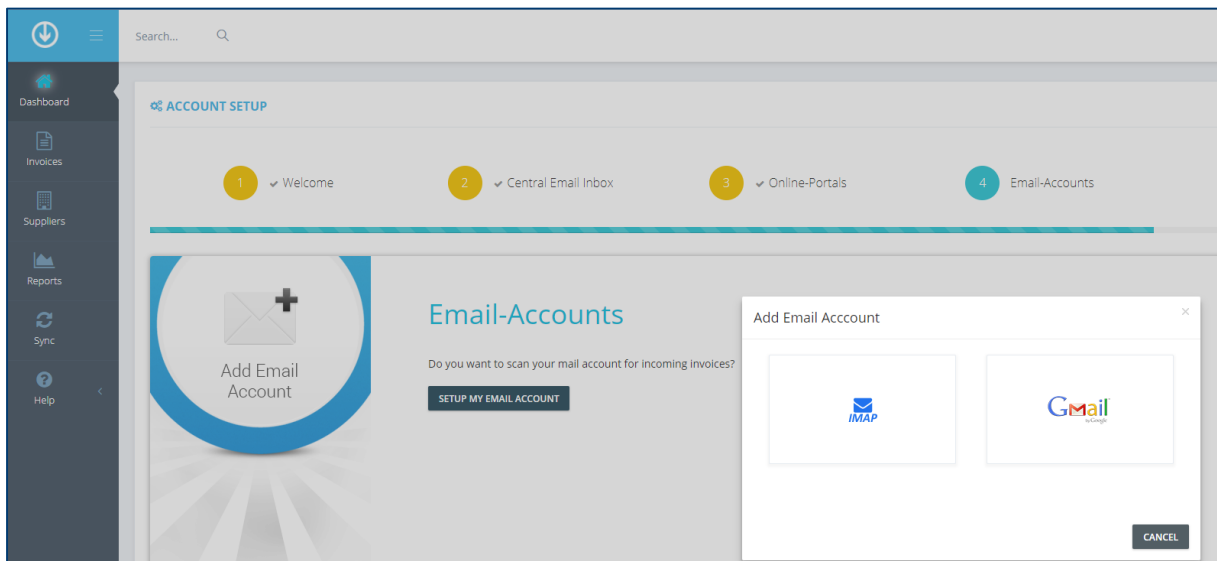 Search...
Dashboard
Invoices
Suppliers
Reports
Sync
Help
ACCOUNT SETUP
1 Welcome
2 Central Email Inbox
3 Online-Portals
4 Email-Accounts
Add Email
Account
Email-Accounts
Do you want to scan your mail account for incoming invoices?
SETUP MY EMAIL ACCOUNT
Add Email Acccount
×
IMAP
Gmail
by Google
CANCEL